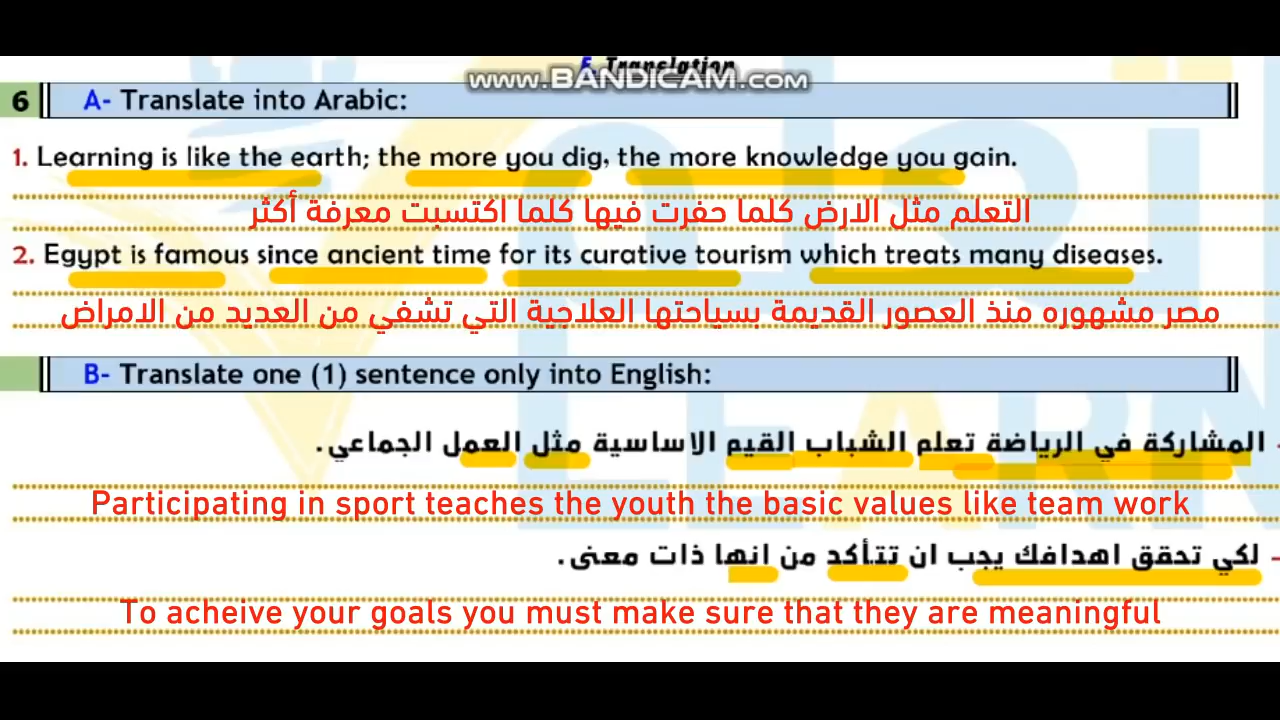 E. Translation
www.BANDICAM.com
6 A- Translate into Arabic:
1. Learning is like the earth; the more you dig, the more knowledge you gain.
التعلم مثل الارض كلما حفرت فيها كلما اكتسبت معرفة أكثر
2. Egypt is famous since ancient time for its curative tourism which treats many diseases.
مصر مشهوره منذ العصور القديمة بسياحتها العلاجية التي تشفي من العديد من الامراض
B- Translate one (1) sentence only into English:
- المشاركة في الرياضة تعلم الشباب القيم الاساسية مثل العمل الجماعي.
Participating in sport teaches the youth the basic values like team work
- لكي تحقق اهدافك يجب ان تتأكد من انها ذات معنى.
To acheive your goals you must make sure that they are meaningful